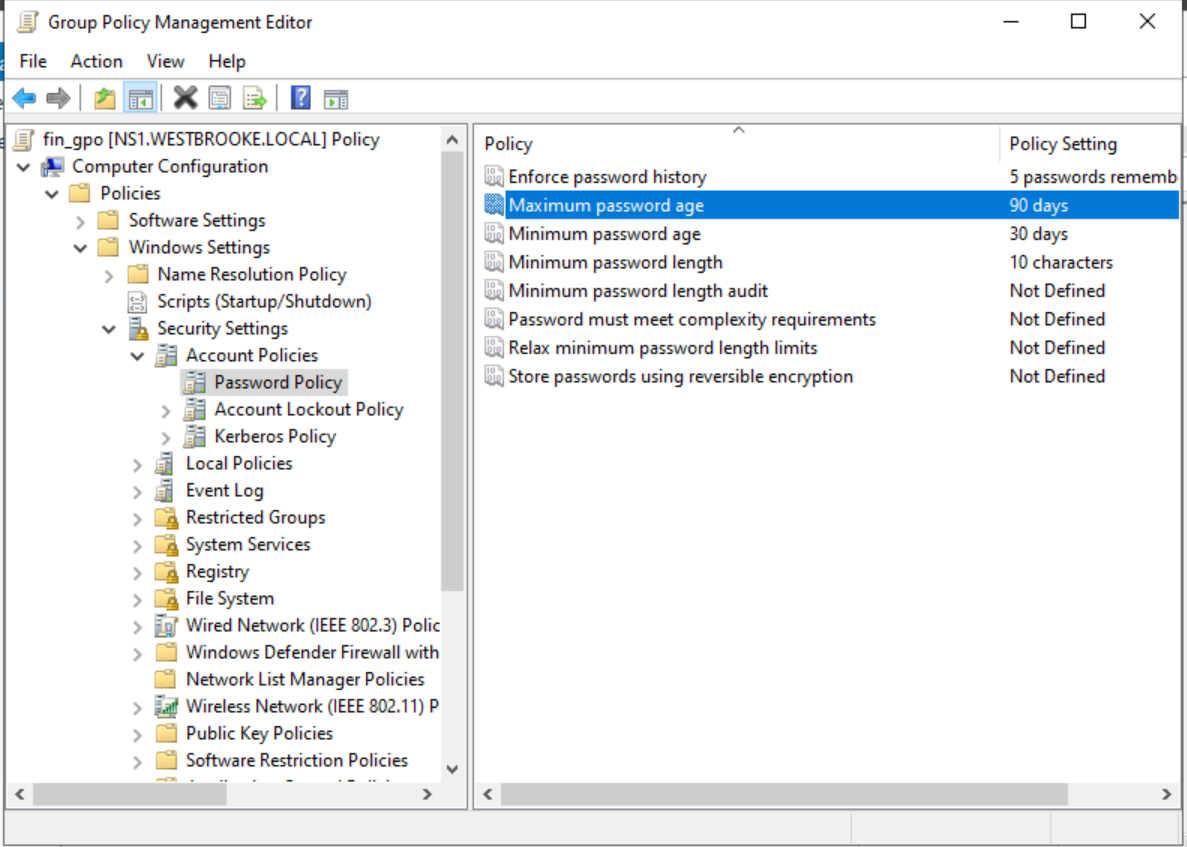 Group Policy Management Editor
File Action View Help
fin_gpo [NS1.WESTBROOKE.LOCAL] Policy
Computer Configuration
Policies
Software Settings
Windows Settings
Name Resolution Policy
Scripts (Startup/Shutdown)
Security Settings
Account Policies
Password Policy
Account Lockout Policy
Kerberos Policy
Local Policies
Event Log
Restricted Groups
System Services
Registry
File System
Wired Network (IEEE 802.3) Polic
Windows Defender Firewall with
Network List Manager Policies
Wireless Network (IEEE 802.11) P
Public Key Policies
Software Restriction Policies
Policy Policy Setting
Enforce password history 5 passwords rememb
Maximum password age 90 days
Minimum password age 30 days
Minimum password length 10 characters
Minimum password length audit Not Defined
Password must meet complexity requirements Not Defined
Relax minimum password length limits Not Defined
Store passwords using reversible encryption Not Defined